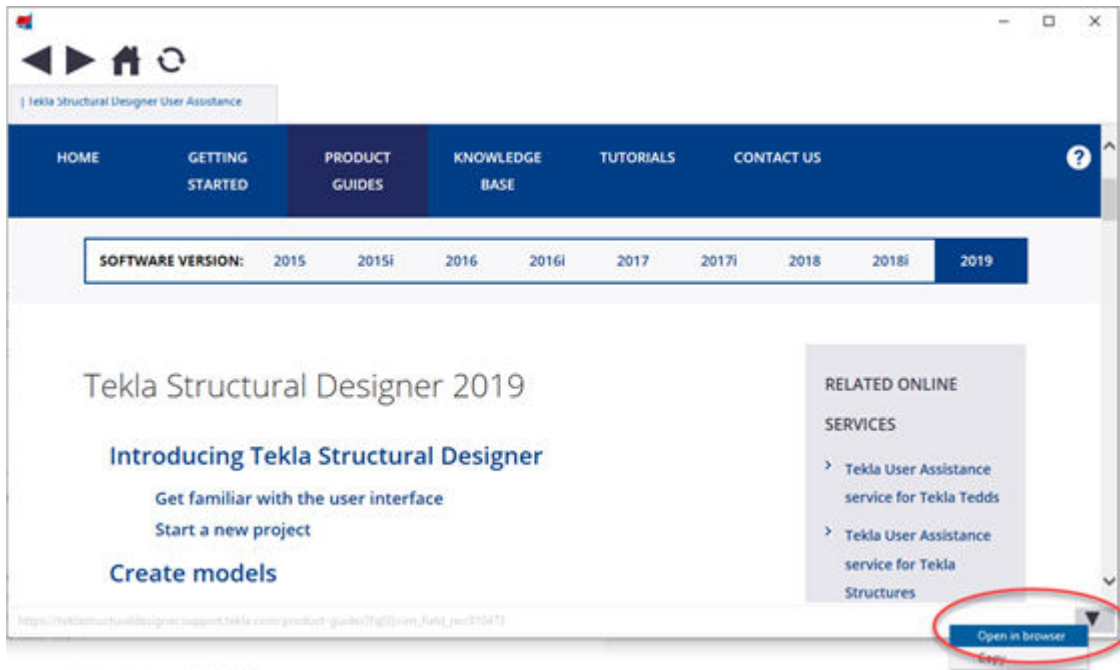 | Tekla Structural Designer User Assistance
HOME
GETTING
STARTED
PRODUCT
GUIDES
KNOWLEDGE
BASE
TUTORIALS
CONTACT US
?
SOFTWARE VERSION: 2015 2015i 2016 2016i 2017 2017i 2018 2018i 2019
Tekla Structural Designer 2019
Introducing Tekla Structural Designer
Get familiar with the user interface
Start a new project
Create models
RELATED ONLINE
SERVICES
Tekla User Assistance
service for Tekla Tedds
Tekla User Assistance
service for Tekla
Structures
Open in browser
Copy